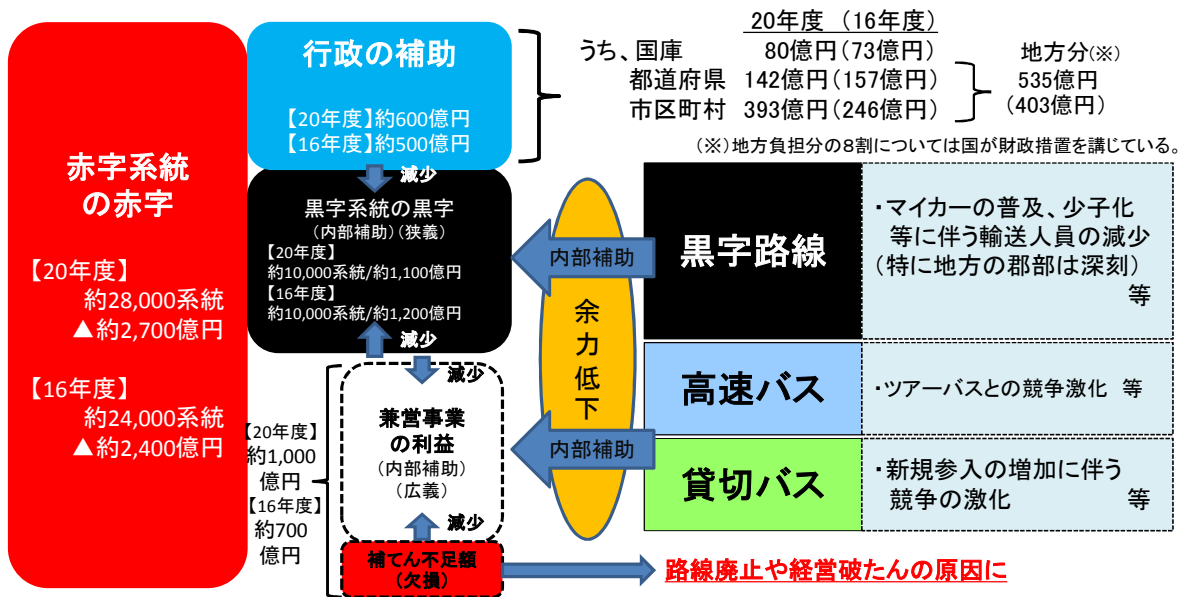 赤字系統
の赤字
【20年度】
約28,000系統
▲約2,700億円
【16年度】
約24,000系統
▲約2,400億円
行政の補助
【20年度】約600億円
【16年度】約500億円
20年度 (16年度)
うち、国庫 80億円(73億円)
都道府県 142億円(157億円)
市区町村 393億円(246億円)
地方分(※)
535億円
(403億円)
(※)地方負担分の8割については国が財政措置を講じている。
減少
黒字系統の黒字
(内部補助)(狭義)
【20年度】
約10,000系統/約1,100億円
【16年度】
約10,000系統/約1,200億円
減少
減少
【20年度】
約1,000
億円
【16年度】
約700
億円
兼営事業
の利益
(内部補助)
(広義)
減少
補てん不足額
(欠損)
路線廃止や経営破たんの原因に
余力低下
内部補助
内部補助
黒字路線
・マイカーの普及、少子化
等に伴う輸送人員の減少
(特に地方の郡部は深刻)
等
高速バス
・ツアーバスとの競争激化 等
貸切バス
・新規参入の増加に伴う
競争の激化 等